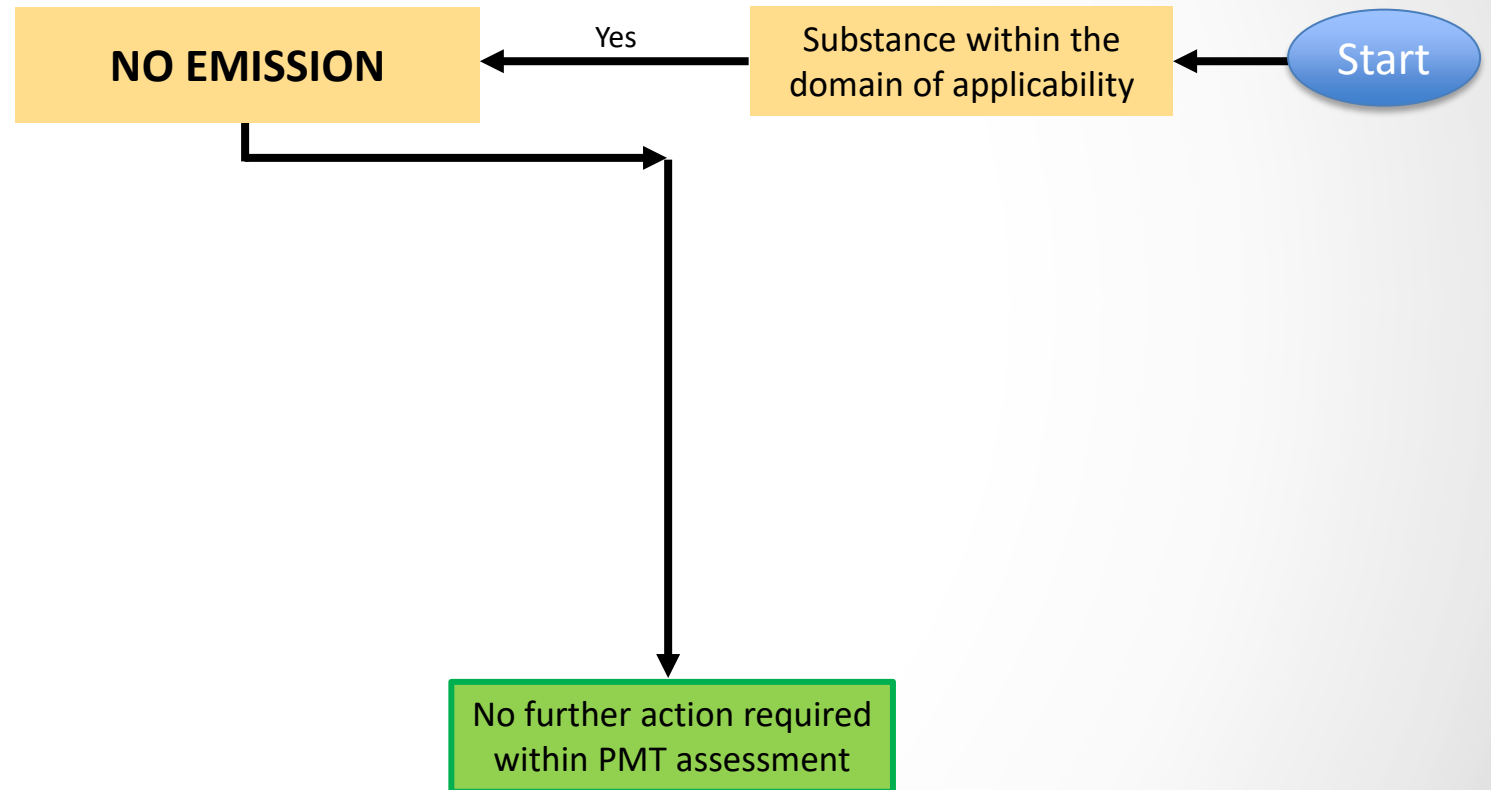 NO EMISSION
Yes
Substance within the
domain of applicability
Start
No further action required
within PMT assessment